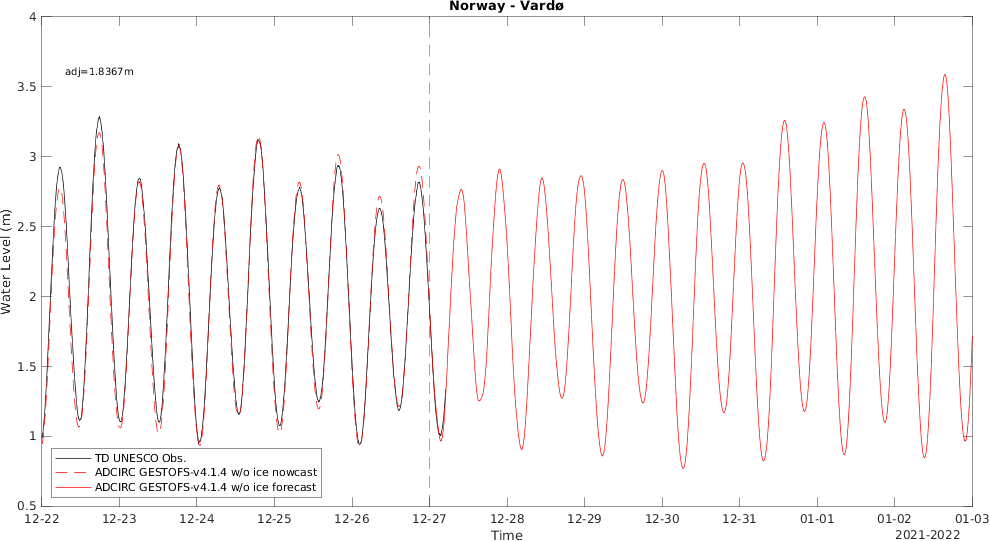 Norway - Vardø
4
adj=1.8367m
3.5
3
2.5
Water Level (m)
2
1.5
1
TD UNESCO Obs.
ADCIRC GESTOFS-v4.1.4 w/o ice nowcast
ADCIRC GESTOFS-v4.1.4 w/o ice forecast
0.5
12-22 12-23 12-24 12-25 12-26 12-27 12-28 12-29 12-30 12-31 01-01 01-02 01-03
Time
2021-2022